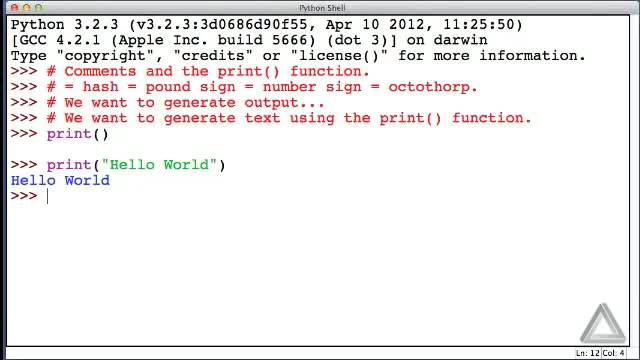 Python Shell
Python 3.2.3 (v3.2.3:3d0686d90f55, Apr 10 2012, 11:25:50)
[GCC 4.2.1 (Apple Inc. build 5666) (dot 3)] on darwin
Type "copyright", "credits" or "license()" for more information.
>>> # Comments and the print() function.
>>> # = hash = pound sign = number sign = octothorp.
>>> # We want to generate output...
>>> # We want to generate text using the print() function.
>>> print()
>>> print("Hello World")
Hello World
>>>
Ln: 12 Col: 4